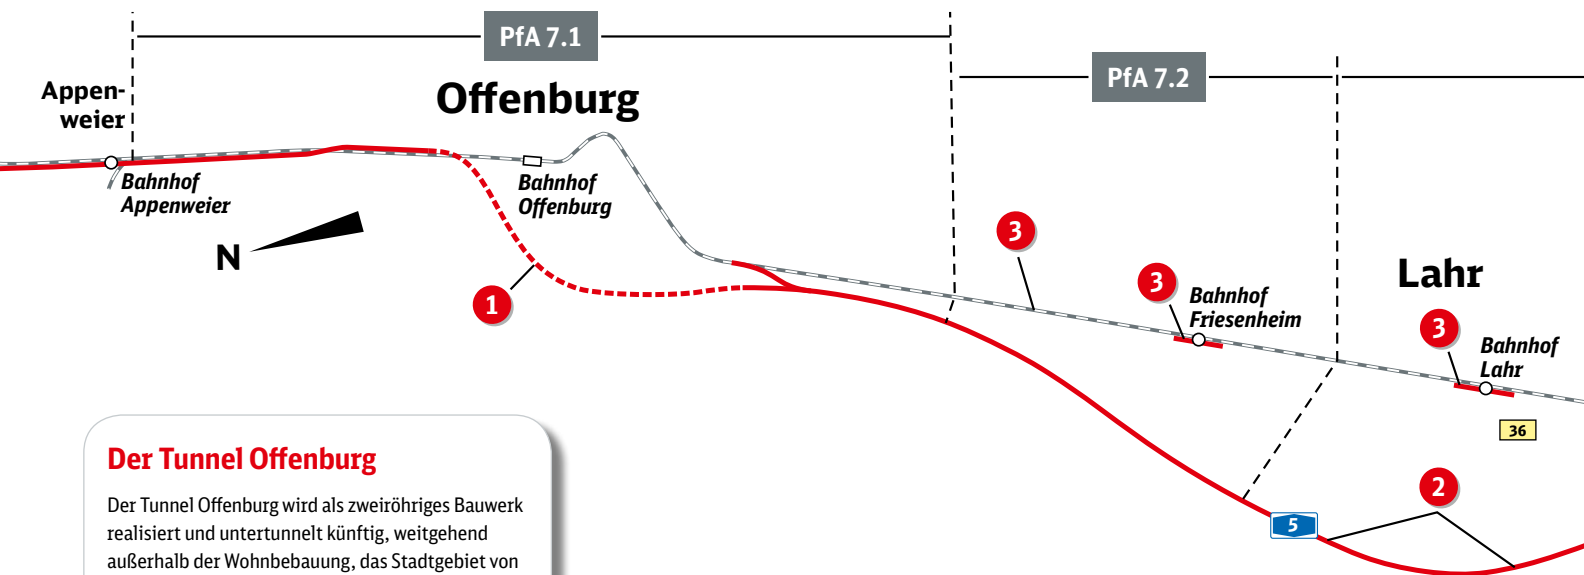 PfA 7.1
PfA 7.2
Appen-
weier
Offenburg
Bahnhof
Appenweier
Bahnhof
Offenburg
N
1
3
3
Bahnhof
Friesenheim
Lahr
3
Bahnhof
Lahr
36
2
5
Der Tunnel Offenburg
Der Tunnel Offenburg wird als zweiröhriges Bauwerk
realisiert und untertunnelt künftig, weitgehend
außerhalb der Wohnbebauung, das Stadtgebiet von